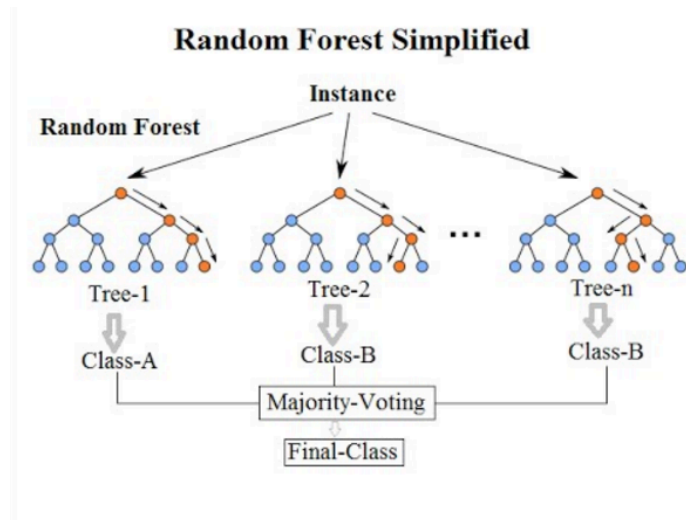 Random Forest Simplified
Instance
Random Forest
...
Tree-1
Tree-2
Tree-n
Class-A
Class-B
Class-B
Majority-Voting
Final-Class